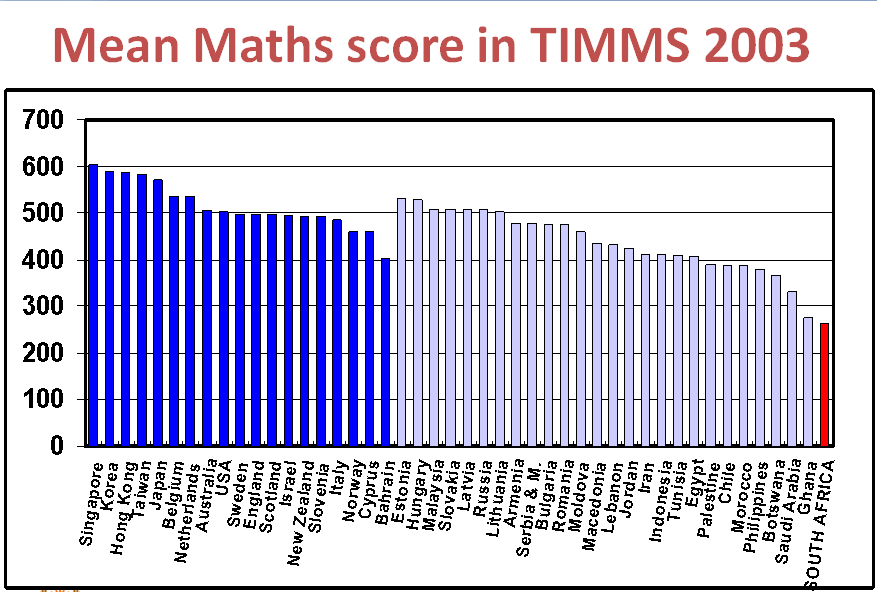 Mean Maths score in TIMMS 2003
700
600
500
400
300
200
100
0
Singapore
Korea
Hong Kong
Taiwan
Japan
Belgium
Netherlands
Australia
USA
Sweden
England
Scotland
Israel
New Zealand
Slovenia
Italy
Norway
Cyprus
Bahrain
Estonia
Hungary
Malaysia
Slovakia
Latvia
Russia
Lithuania
Armenia
Serbia & M.
Bulgaria
Romania
Moldova
Macedonia
Lebanon
Jordan
Iran
Indonesia
Tunisia
Egypt
Palestine
Chile
Morocco
Philippines
Botswana
Saudi Arabia
Ghana
SOUTH AFRICA